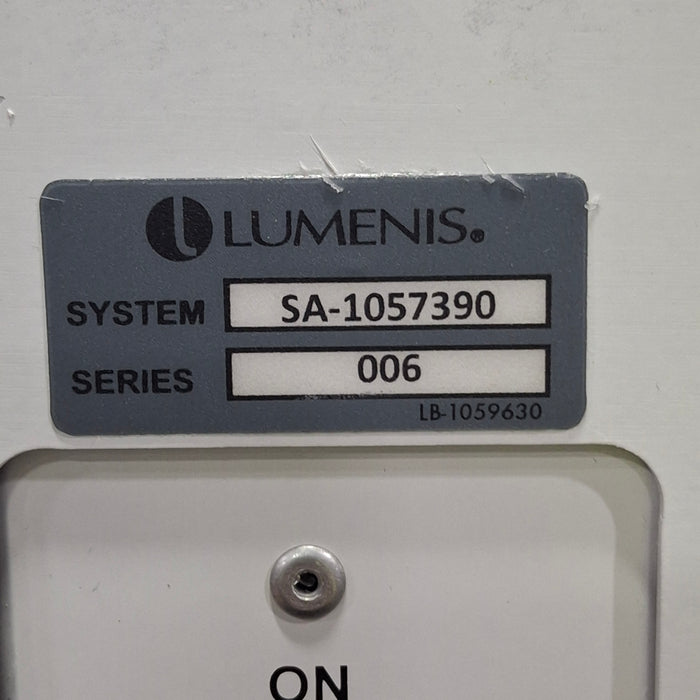 LUMENIS®
SYSTEM SA-1057390
SERIES 006
LB-1059630
ON